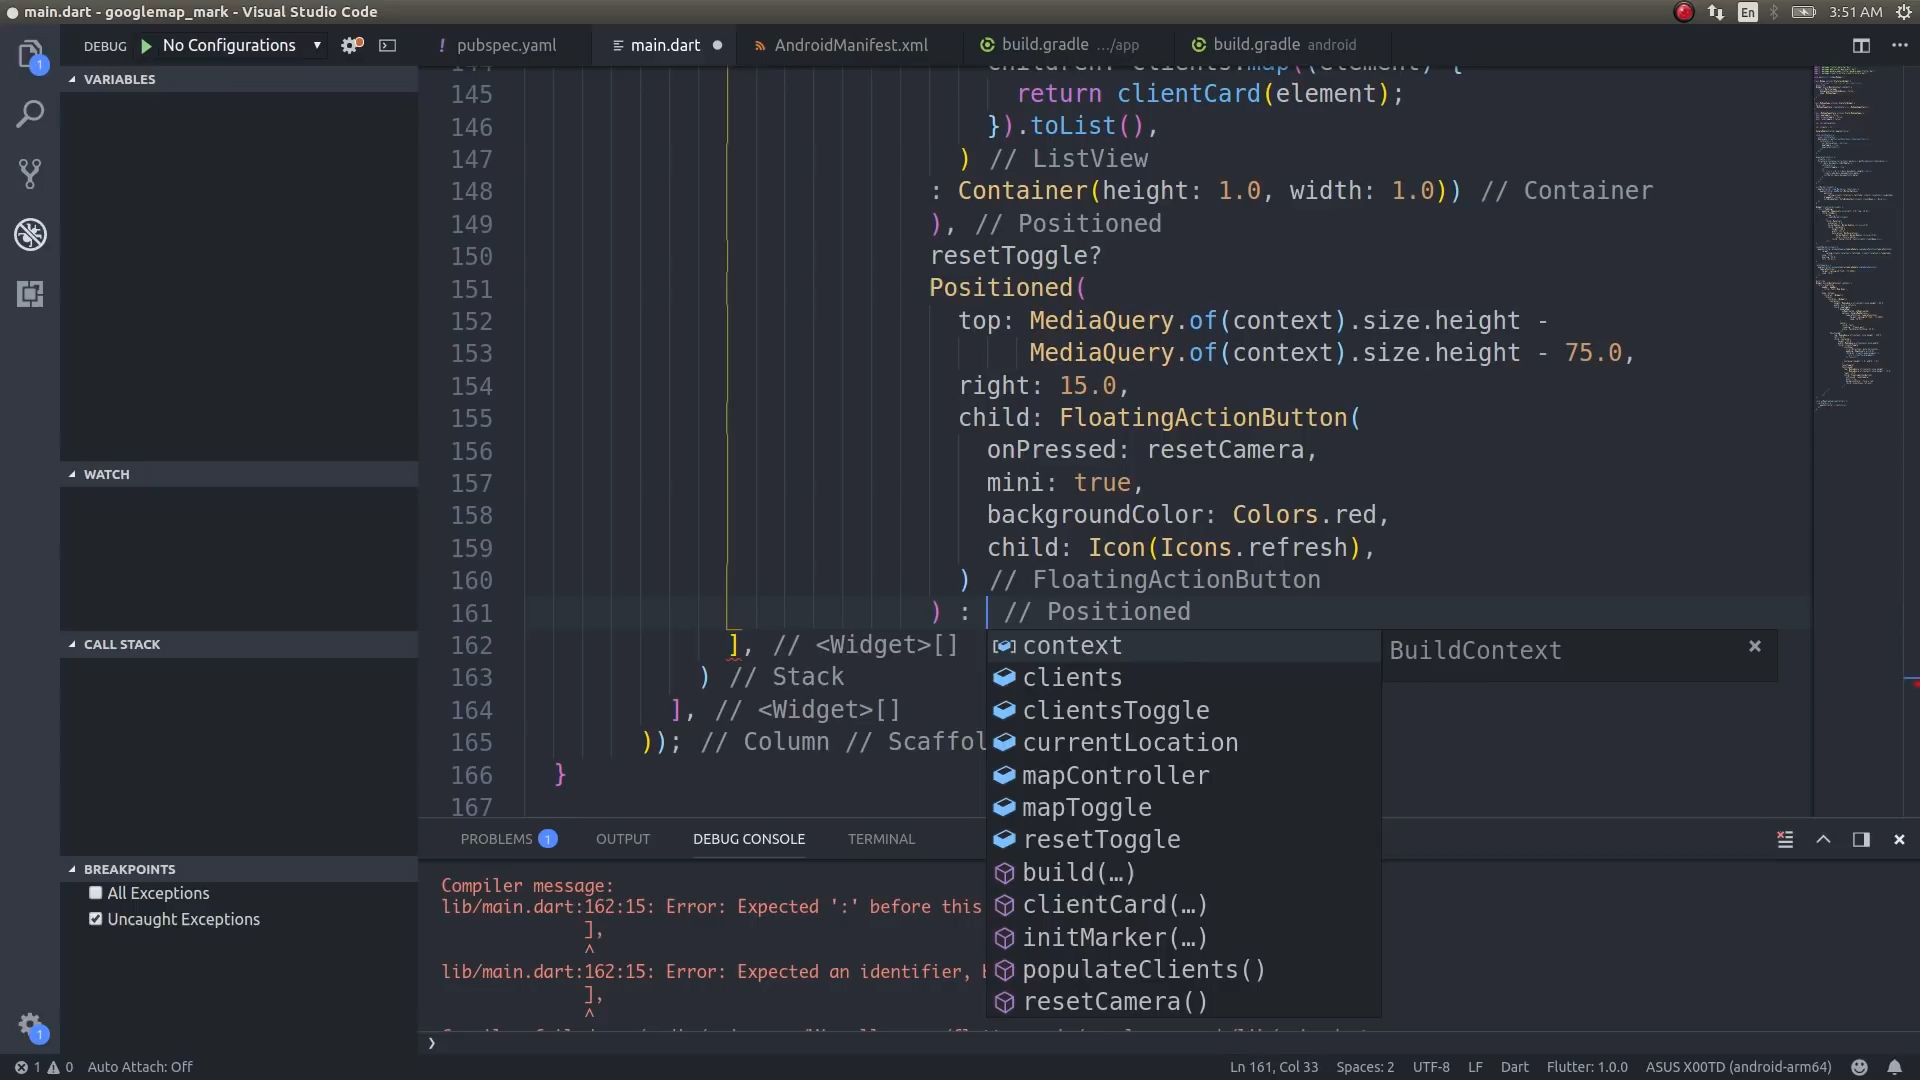 main.dart - googlemap_mark - Visual Studio Code
En
3:51 AM
1
DEBUG
No Configurations
pubspec.yaml
main.dart
AndroidManifest.xml
build.gradle .../app
build.gradle android
VARIABLES
WATCH
CALL STACK
BREAKPOINTS
All Exceptions
Uncaught Exceptions
144 children: clients.map((element) {
145 return clientCard(element);
146 }).toList(),
147 ) // ListView
148 : Container(height: 1.0, width: 1.0)) // Container
149 ), // Positioned
150 resetToggle?
151 Positioned(
152 top: MediaQuery.of(context).size.height -
153 MediaQuery.of(context).size.height - 75.0,
154 right: 15.0,
155 child: FloatingActionButton(
156 onPressed: resetCamera,
157 mini: true,
158 backgroundColor: Colors.red,
159 child: Icon(Icons.refresh),
160 ) // FloatingActionButton
161 ) : // Positioned
162 ], // <Widget>[]
163 ) // Stack
164 ], // <Widget>[]
165 )); // Column // Scaffol
166 }
167
context
BuildContext
clients
clientsToggle
currentLocation
mapController
mapToggle
resetToggle
build(…)
clientCard(…)
initMarker(…)
populateClients()
resetCamera()
PROBLEMS 1
OUTPUT
DEBUG CONSOLE
TERMINAL
Compiler message:
lib/main.dart:162:15: Error: Expected ':' before this
],
^
lib/main.dart:162:15: Error: Expected an identifier,
],
^
1
1 0 Auto Attach: Off
Ln 161, Col 33
Spaces: 2
UTF-8
LF
Dart
Flutter: 1.0.0
ASUS X00TD (android-arm64)